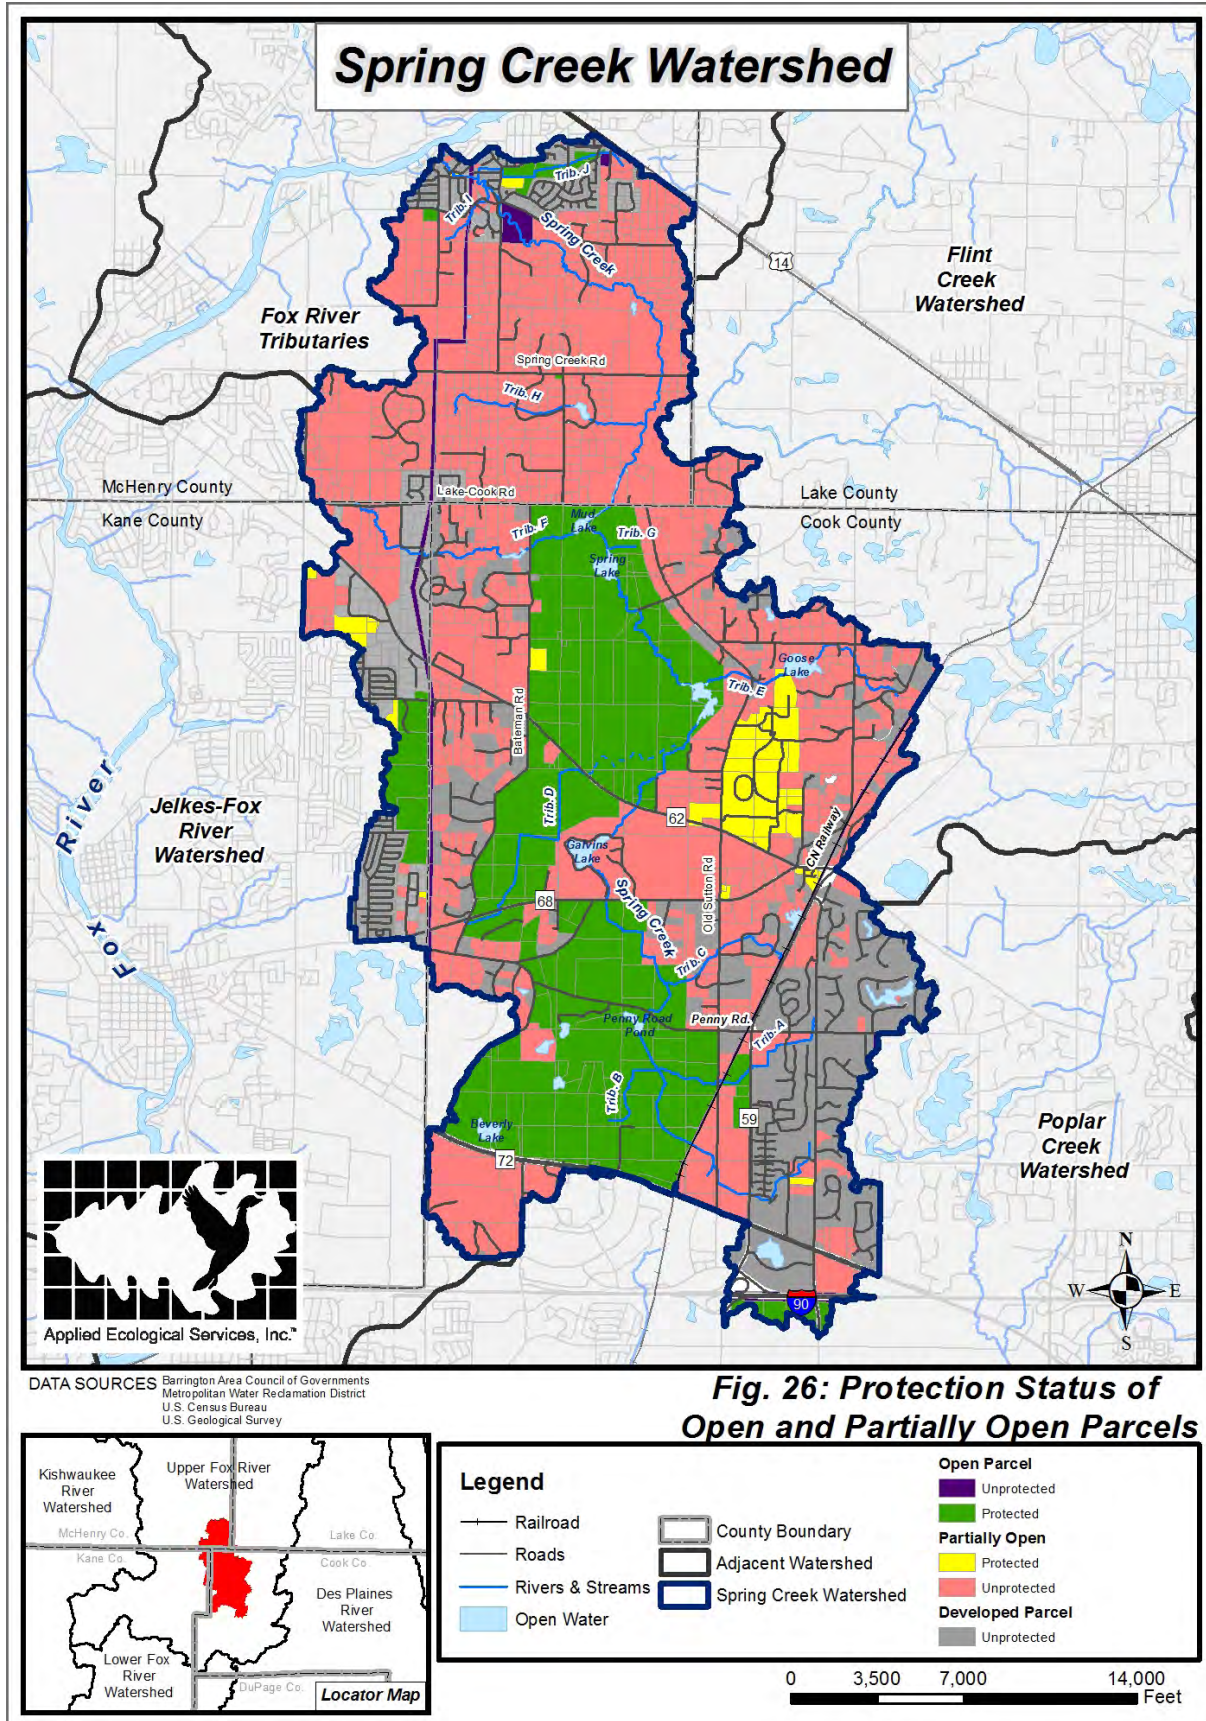 Spring Creek Watershed
Trib. J
Trib. I
Spring Creek
14
Flint
Creek
Watershed
Fox River
Tributaries
Spring Creek Rd
Trib. H
McHenry County
Kane County
Lake-Cook Rd
Lake County
Cook County
Mud
Lake
Trib. F
Trib. G
Spring
Lake
Goose
Lake
Trib. E
Bateman Rd
Trib. D
62
Jelkes-Fox
River
Watershed
Fox River
Galvins
Lake
CN Railway
Old Sutton Rd
68
Spring Creek
Trib. C
Penny Road
Pond
Penny Rd.
Trib. A
Trib. B
59
Beverly
Lake
72
Poplar
Creek
Watershed
90
N
W
E
S
Applied Ecological Services, Inc.™
DATA SOURCES
Barrington Area Council of Governments
Metropolitan Water Reclamation District
U.S. Census Bureau
U.S. Geological Survey
Fig. 26: Protection Status of
Open and Partially Open Parcels
Kishwaukee
River
Watershed
Upper Fox River
Watershed
McHenry Co.
Kane Co.
Lake Co.
Cook Co.
Des Plaines
River
Watershed
Lower Fox
River
Watershed
DuPage Co.
Locator Map
Legend
Railroad
Roads
Rivers & Streams
Open Water
County Boundary
Adjacent Watershed
Spring Creek Watershed
Open Parcel
Unprotected
Protected
Partially Open
Protected
Unprotected
Developed Parcel
Unprotected
0 3,500 7,000 14,000
Feet